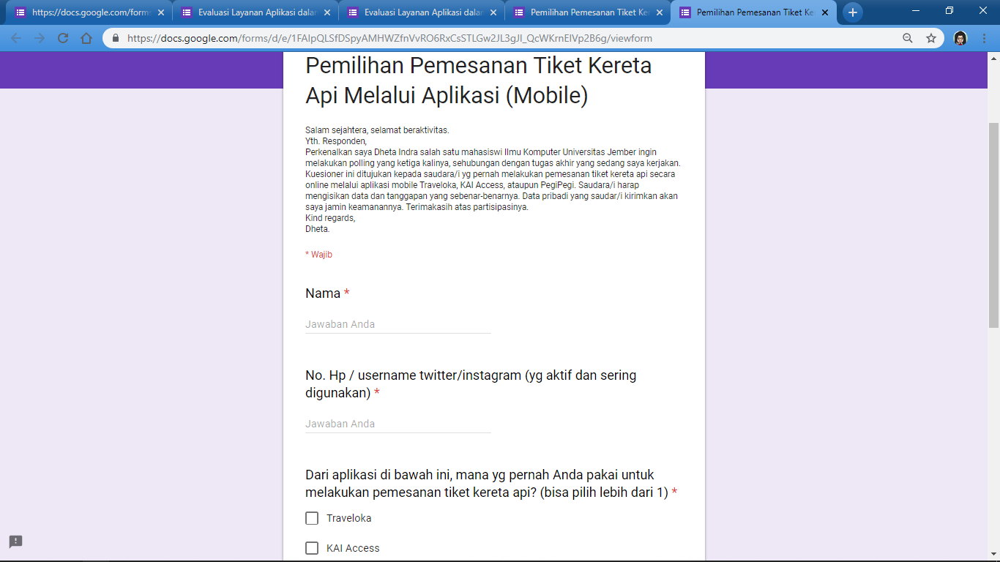 https://docs.google.com/forms
Evaluasi Layanan Aplikasi dalam
Evaluasi Layanan Aplikasi dalam
Pemilihan Pemesanan Tiket Ke
Pemilihan Pemesanan Tiket Ke
https://docs.google.com/forms/d/e/1FAIpQLSfDSpyAMHWZfnVvRO6RxCsSTLGw2JL3gJI_QcWKrnEIVp2B6g/viewform
Pemilihan Pemesanan Tiket Kereta
Api Melalui Aplikasi (Mobile)
Salam sejahtera, selamat beraktivitas.
Yth. Responden,
Perkenalkan saya Dheta Indra salah satu mahasiswi Ilmu Komputer Universitas Jember ingin
melakukan polling yang ketiga kalinya, sehubungan dengan tugas akhir yang sedang saya kerjakan.
Kuesioner ini ditujukan kepada saudara/i yg pernah melakukan pemesanan tiket kereta api secara
online melalui aplikasi mobile Traveloka, KAI Access, ataupun PegiPegi. Saudara/i harap
mengisikan data dan tanggapan yang sebenar-benarnya. Data pribadi yang saudar/i kirimkan akan
saya jamin keamanannya. Terimakasih atas partisipasinya.
Kind regards,
Dheta.
* Wajib
Nama *
Jawaban Anda
No. Hp / username twitter/instagram (yg aktif dan sering
digunakan) *
Jawaban Anda
Dari aplikasi di bawah ini, mana yg pernah Anda pakai untuk
melakukan pemesanan tiket kereta api? (bisa pilih lebih dari 1) *
Traveloka
KAI Access